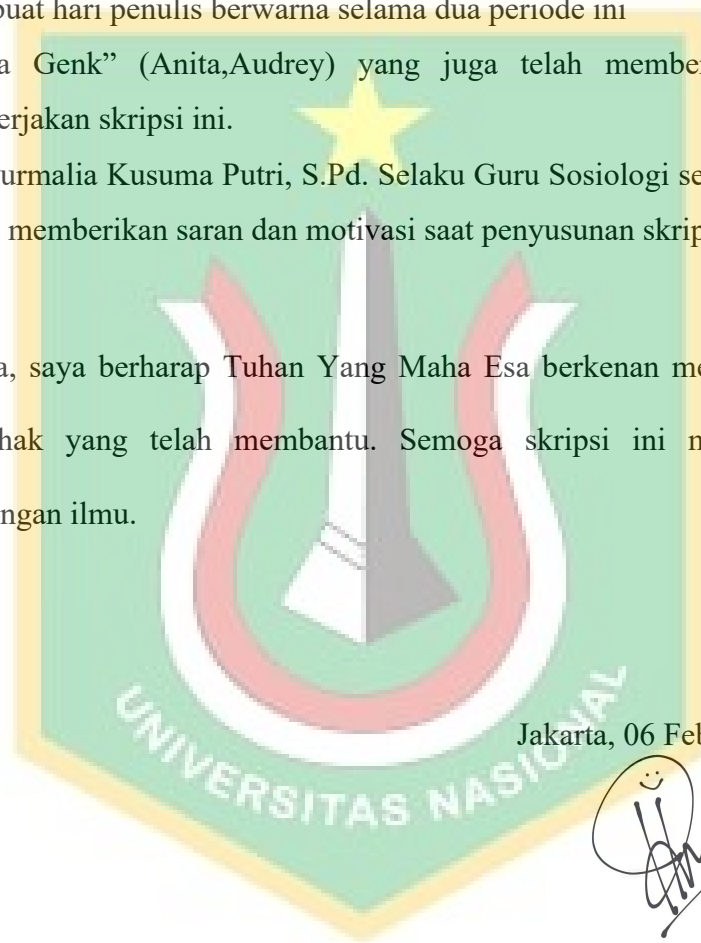 buat hari penulis berwarna selama dua periode ini
a Genk” (Anita,Audrey) yang juga telah member
erjakan skripsi ini.
urmalia Kusuma Putri, S.Pd. Selaku Guru Sosiologi se
memberikan saran dan motivasi saat penyusunan skrip
a, saya berharap Tuhan Yang Maha Esa berkenan me
hak yang telah membantu. Semoga skripsi ini m
ngan ilmu.
Jakarta, 06 Feb
UNIVERSITAS NASIONAL